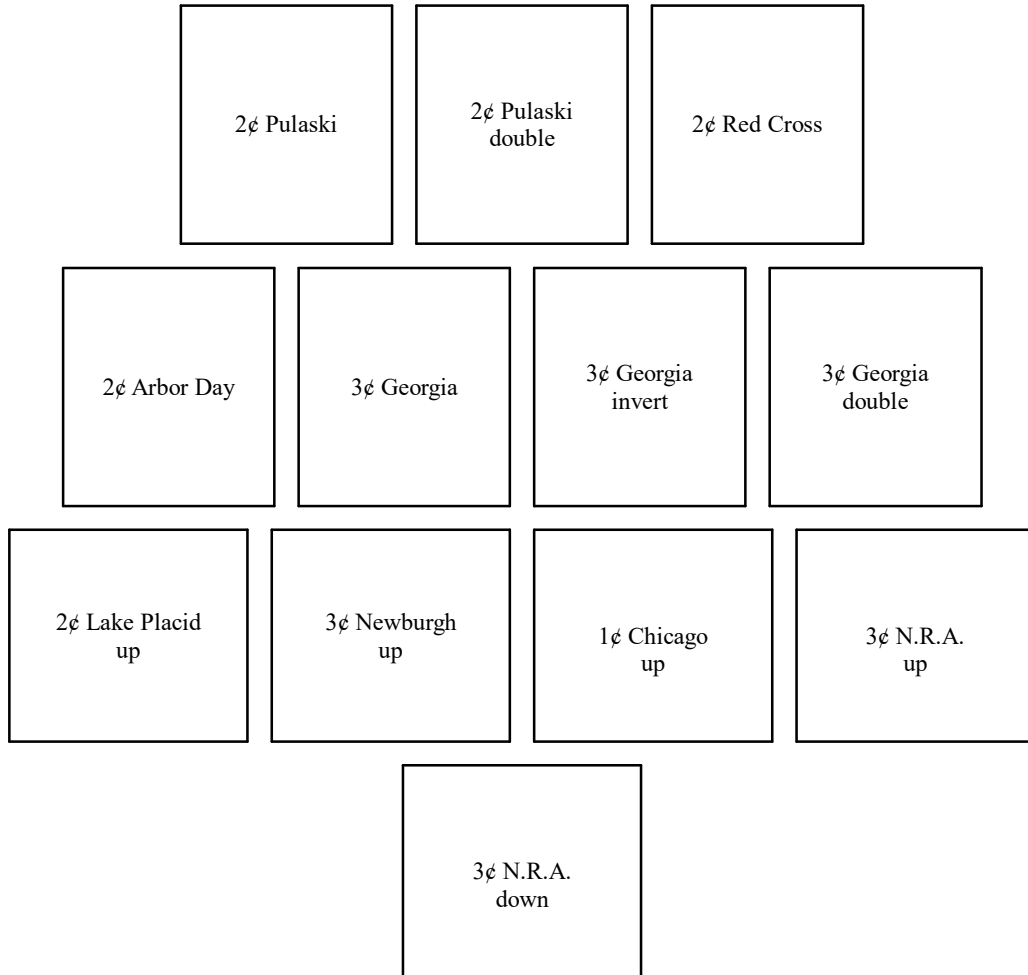 2¢ Pulaski
2¢ Pulaski
double
2¢ Red Cross
2¢ Arbor Day
3¢ Georgia
3¢ Georgia
invert
3¢ Georgia
double
2¢ Lake Placid
up
3¢ Newburgh
up
1¢ Chicago
up
3¢ N.R.A.
up
3¢ N.R.A.
down